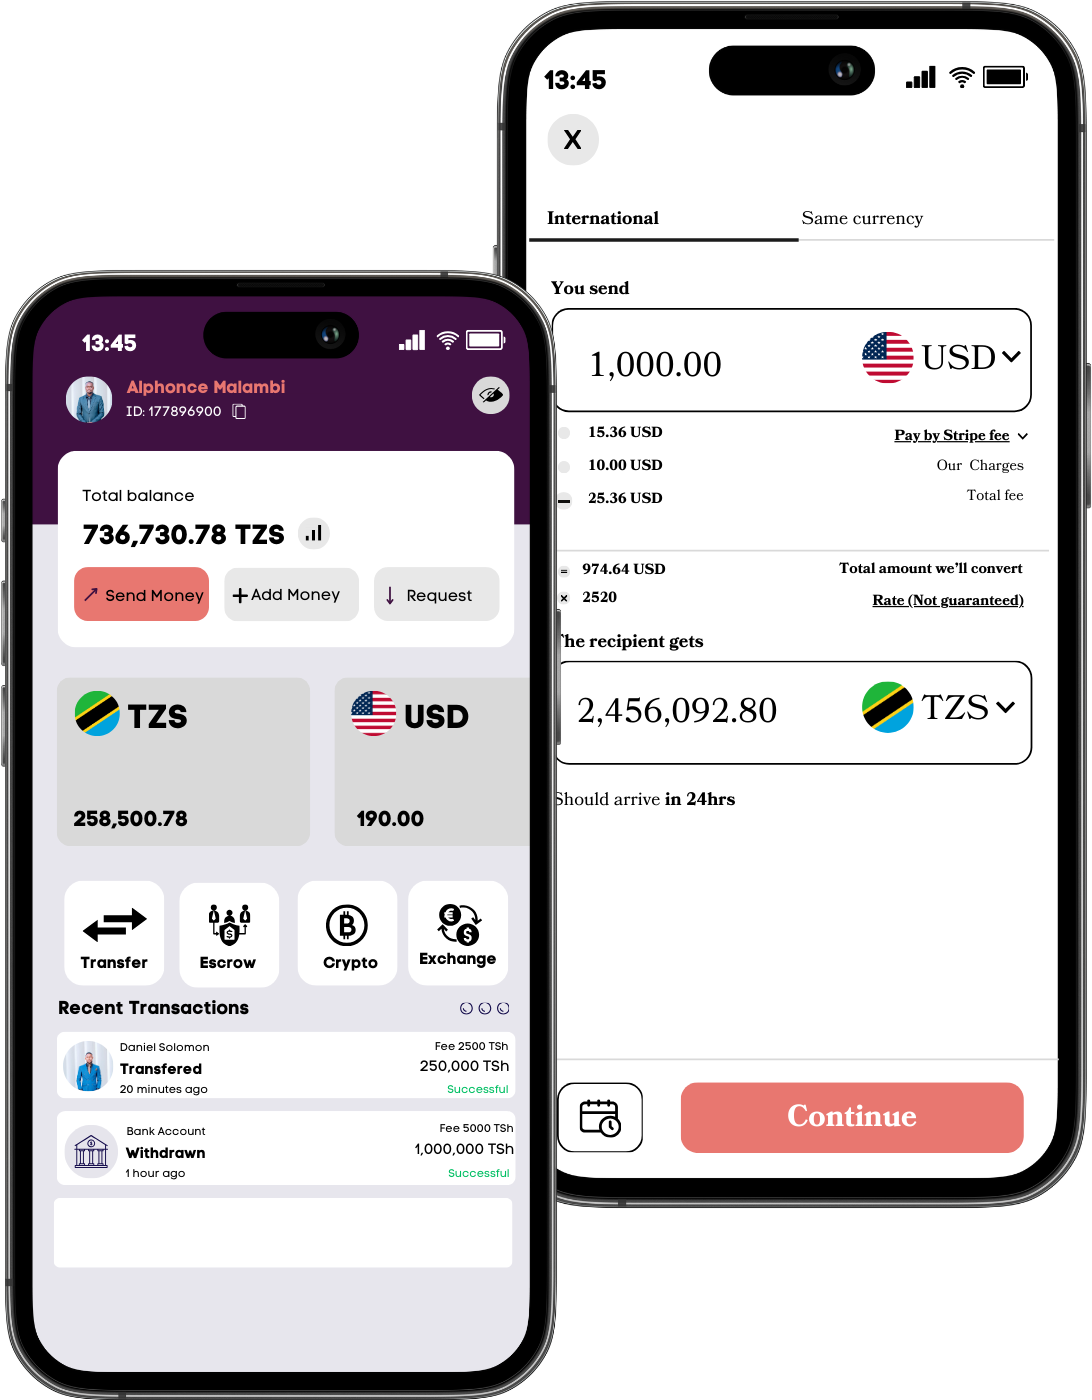 13:45
X
International
Same currency
You send
1,000.00
USD
15.36 USD
Pay by Stripe fee
10.00 USD
Our Charges
25.36 USD
Total fee
= 974.64 USD
Total amount we'll convert
× 2520
Rate (Not guaranteed)
The recipient gets
2,456,092.80
TZS
Should arrive in 24hrs
Continue
13:45
Alphonce Malambi
ID: 177896900
Total balance
736,730.78 TZS
Send Money
+Add Money
Request
TZS
258,500.78
USD
190.00
Transfer
Escrow
Crypto
Exchange
Recent Transactions
Daniel Solomon
Transfered
20 minutes ago
Fee 2500 TSh
250,000 TSh
Successful
Bank Account
Withdrawn
1 hour ago
Fee 5000 TSh
1,000,000 TSh
Successful